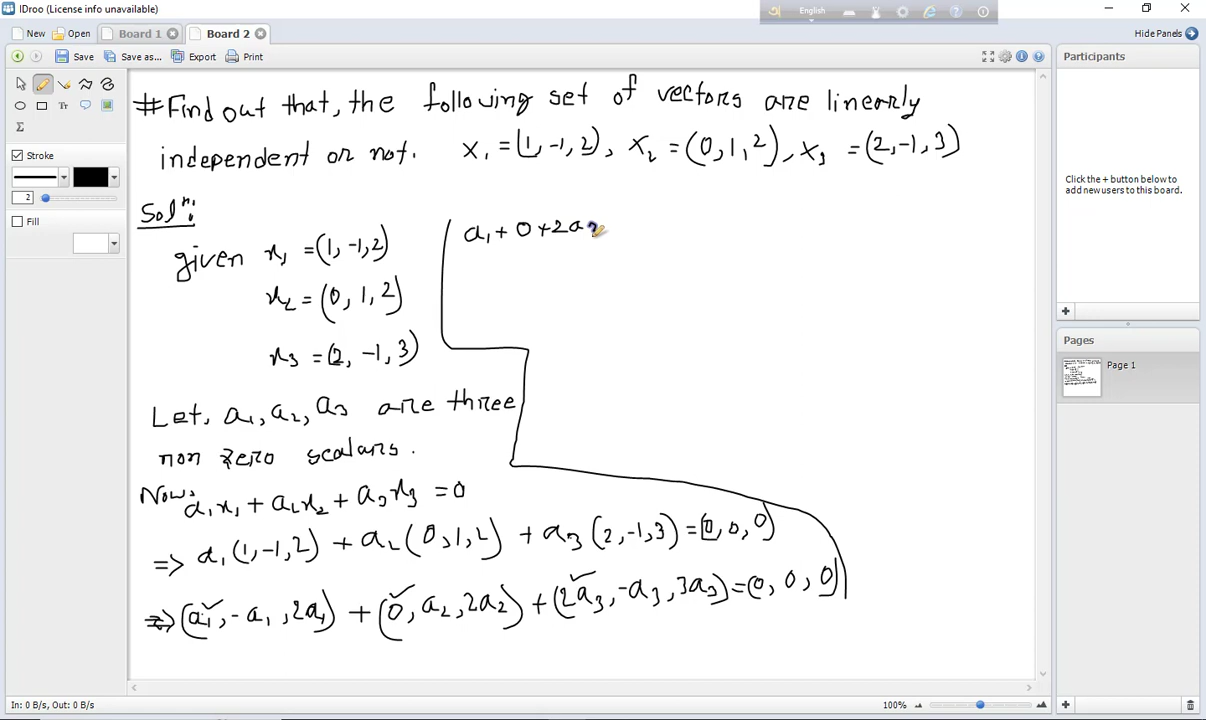 IDroo (License info unavailable)
English
New Open Board 1 Board 2 Hide Panels
Save Save as... Export Print
Participants
Click the + button below to
add new users to this board.
Stroke
2
Fill
Tr
Σ
Pages
Page 1
#Find out that, the following set of vectors are linearly
independent or not. x₁ = (1, -1, 2), x₂ = (0, 1, 2), x₃ = (2, -1, 3)
Solⁿ:
given x₁ = (1, -1, 2)
x₂ = (0, 1, 2)
x₃ = (2, -1, 3)
Let, a₁, a₂, a₃ are three
non zero scalars.
Now, a₁x₁ + a₂x₂ + a₃x₃ = 0
=> a₁(1, -1, 2) + a₂(0, 1, 2) + a₃(2, -1, 3) = (0, 0, 0)
=> (a₁, -a₁, 2a₁) + (0, a₂, 2a₂) + (2a₃, -a₃, 3a₃) = (0, 0, 0)
a₁ + 0 + 2a₃
In: 0 B/s, Out: 0 B/s
100%